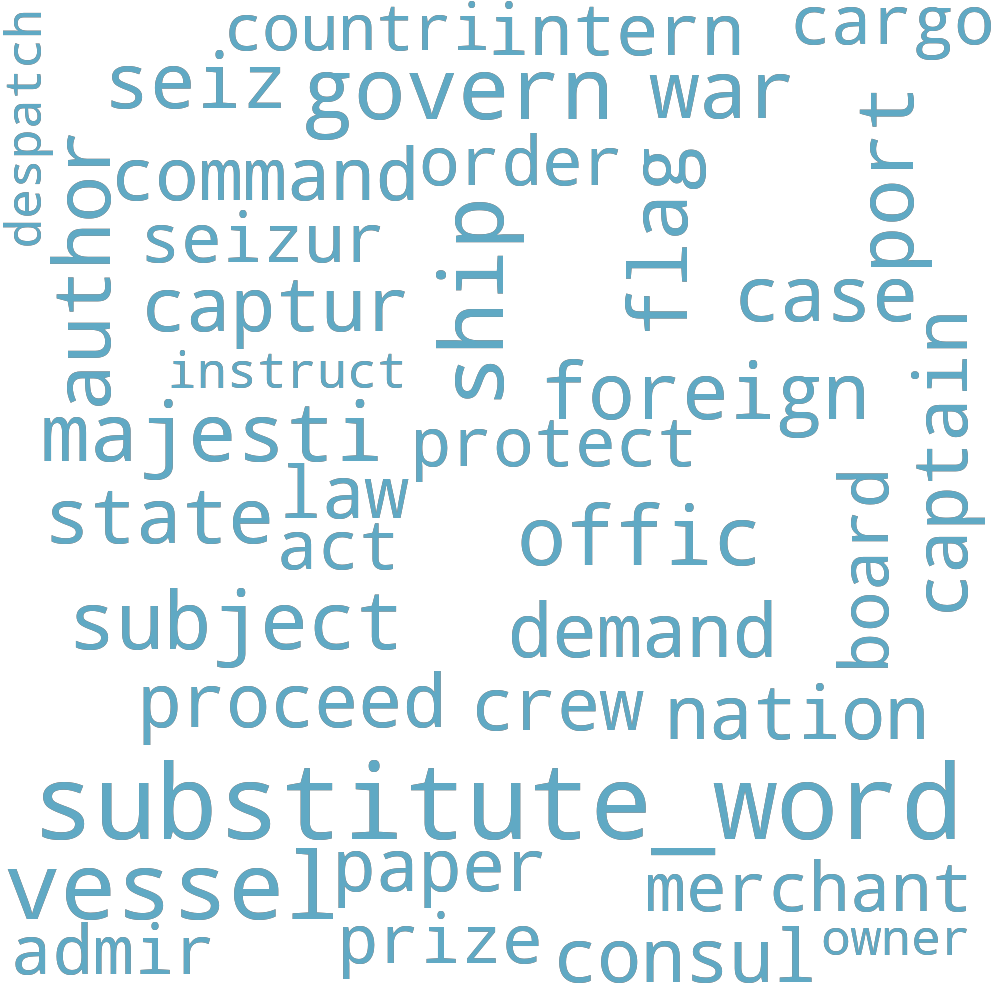 countri intern cargo
despatch
seiz govern war
port
author
command order
flag
ship
seizur
captur
case
captain
instruct
foreign
majesti
protect
law
state
act
offic
board
subject
demand
proceed crew nation
substitute_word
vessel paper
merchant
admir prize consul owner